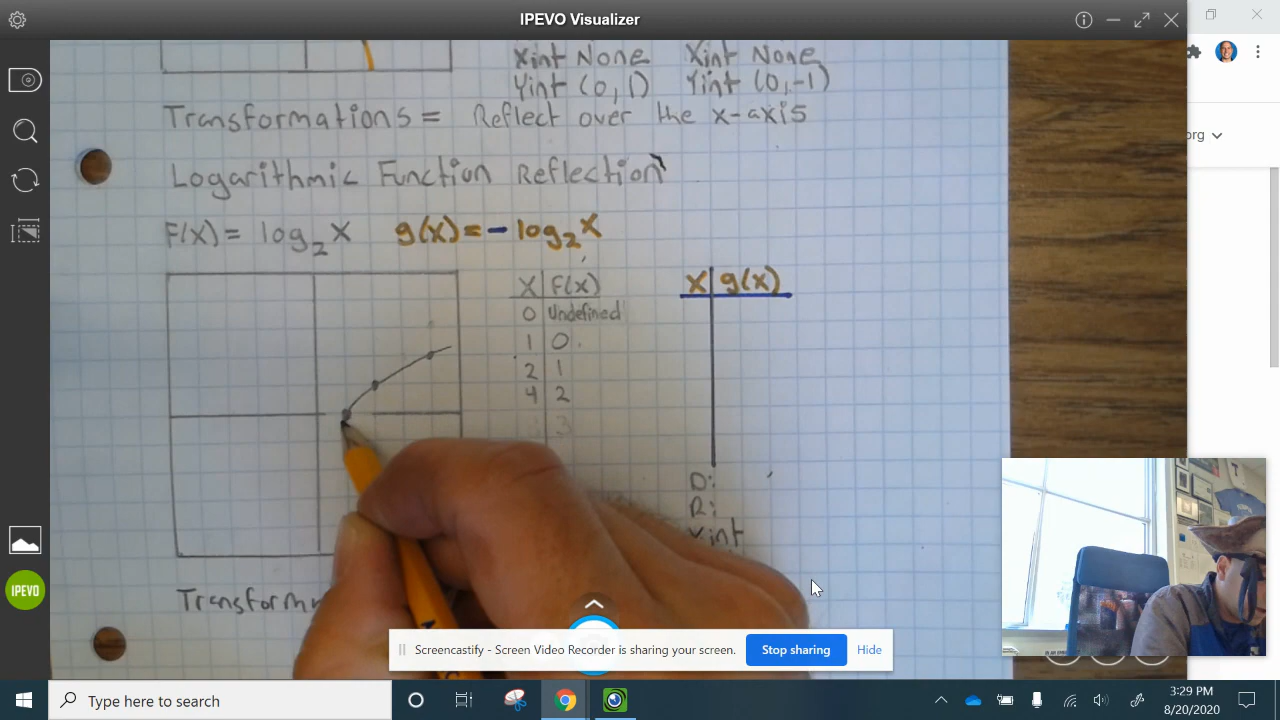 IPEVO Visualizer
Xint None Xint None
Yint (0,1) Yint (0,-1)
Transformations = Reflect over the x-axis
org
Logarithmic Function Reflection
F(x) = log₂x g(x) = - log₂x
X F(x)
X g(x)
0 Undefined
1 0
2 1
4 2
3
D:
R:
xint
IPEVO
Screencastify - Screen Video Recorder is sharing your screen.
Stop sharing
Hide
Type here to search
3:29 PM
8/20/2020